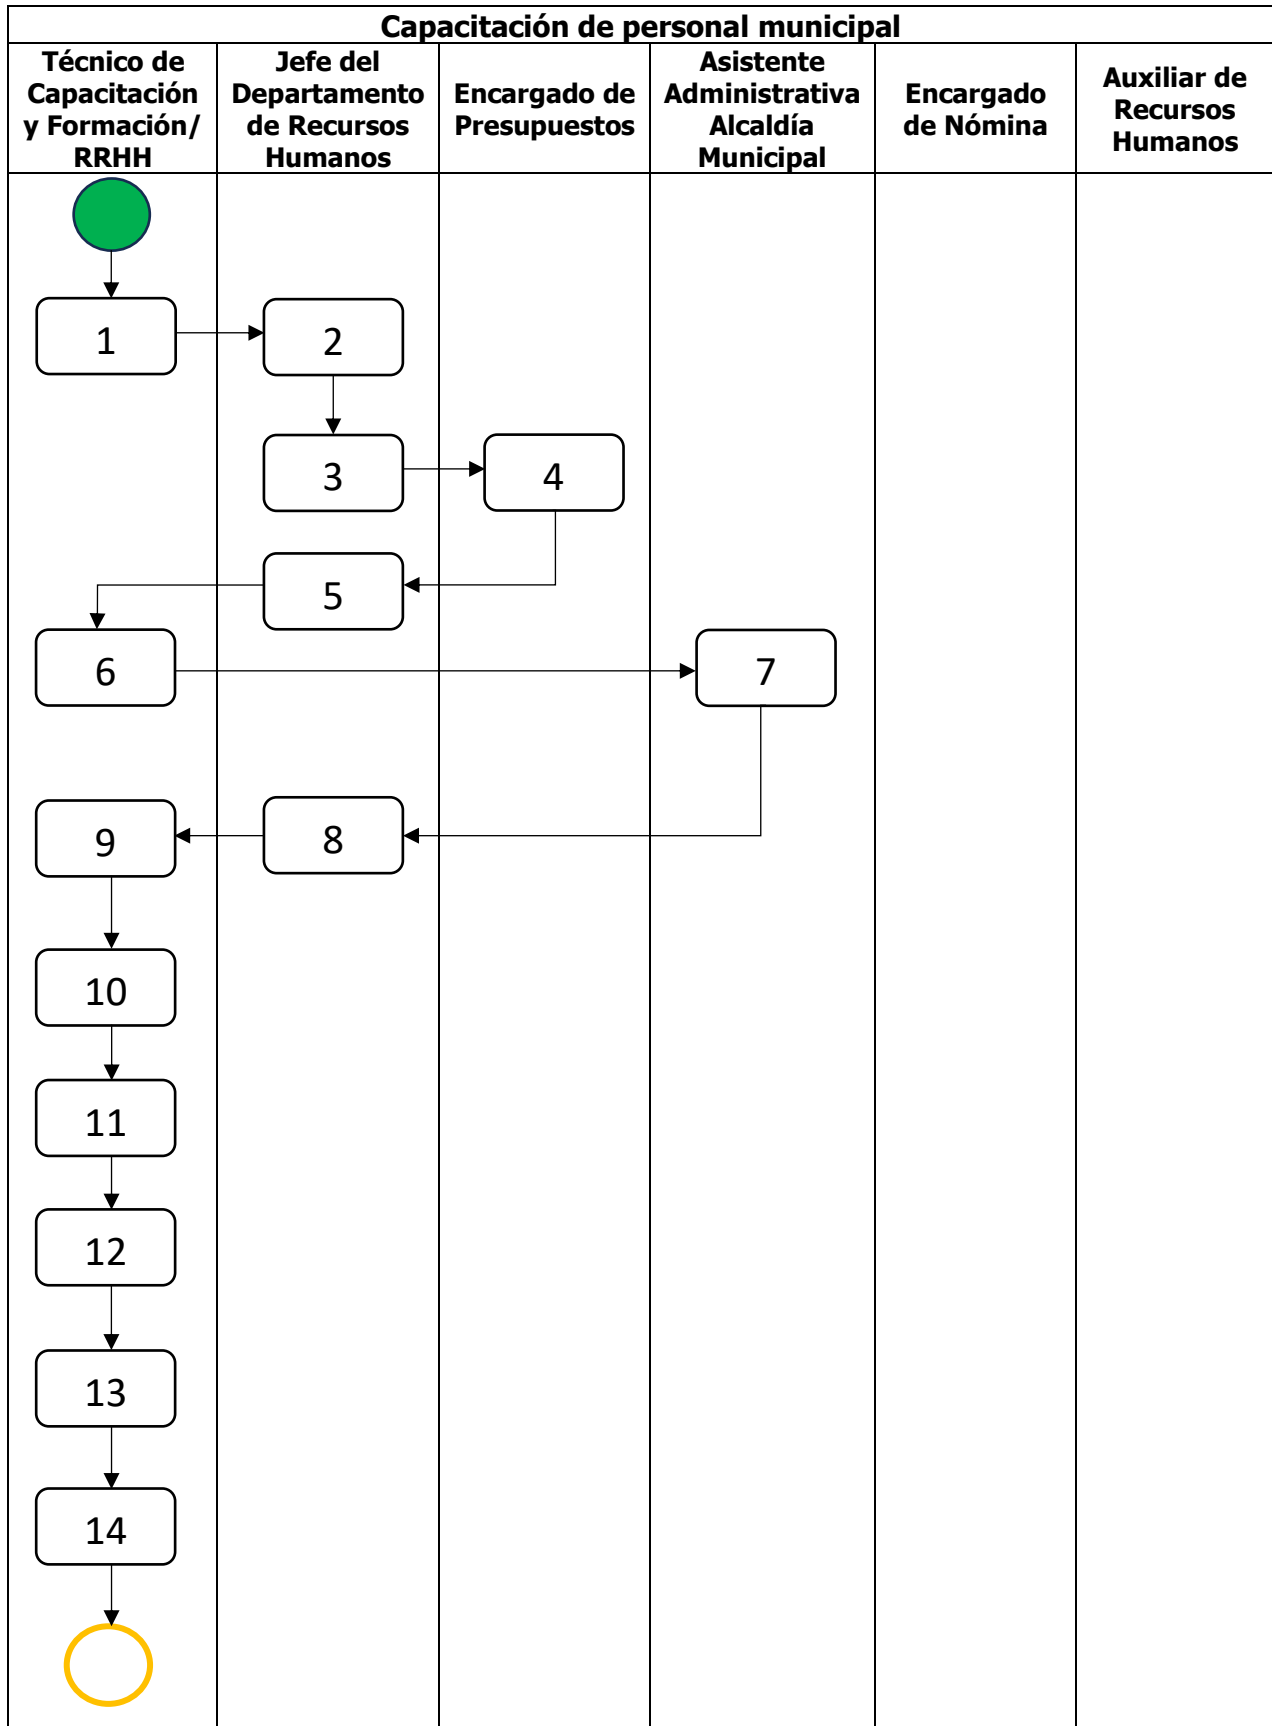 Capacitación de personal municipal
Técnico de
Capacitación
y Formación/
RRHH
Jefe del
Departamento
de Recursos
Humanos
Encargado de
Presupuestos
Asistente
Administrativa
Alcaldía
Municipal
Encargado
de Nómina
Auxiliar de
Recursos
Humanos
1
2
3
4
5
6
7
8
9
10
11
12
13
14